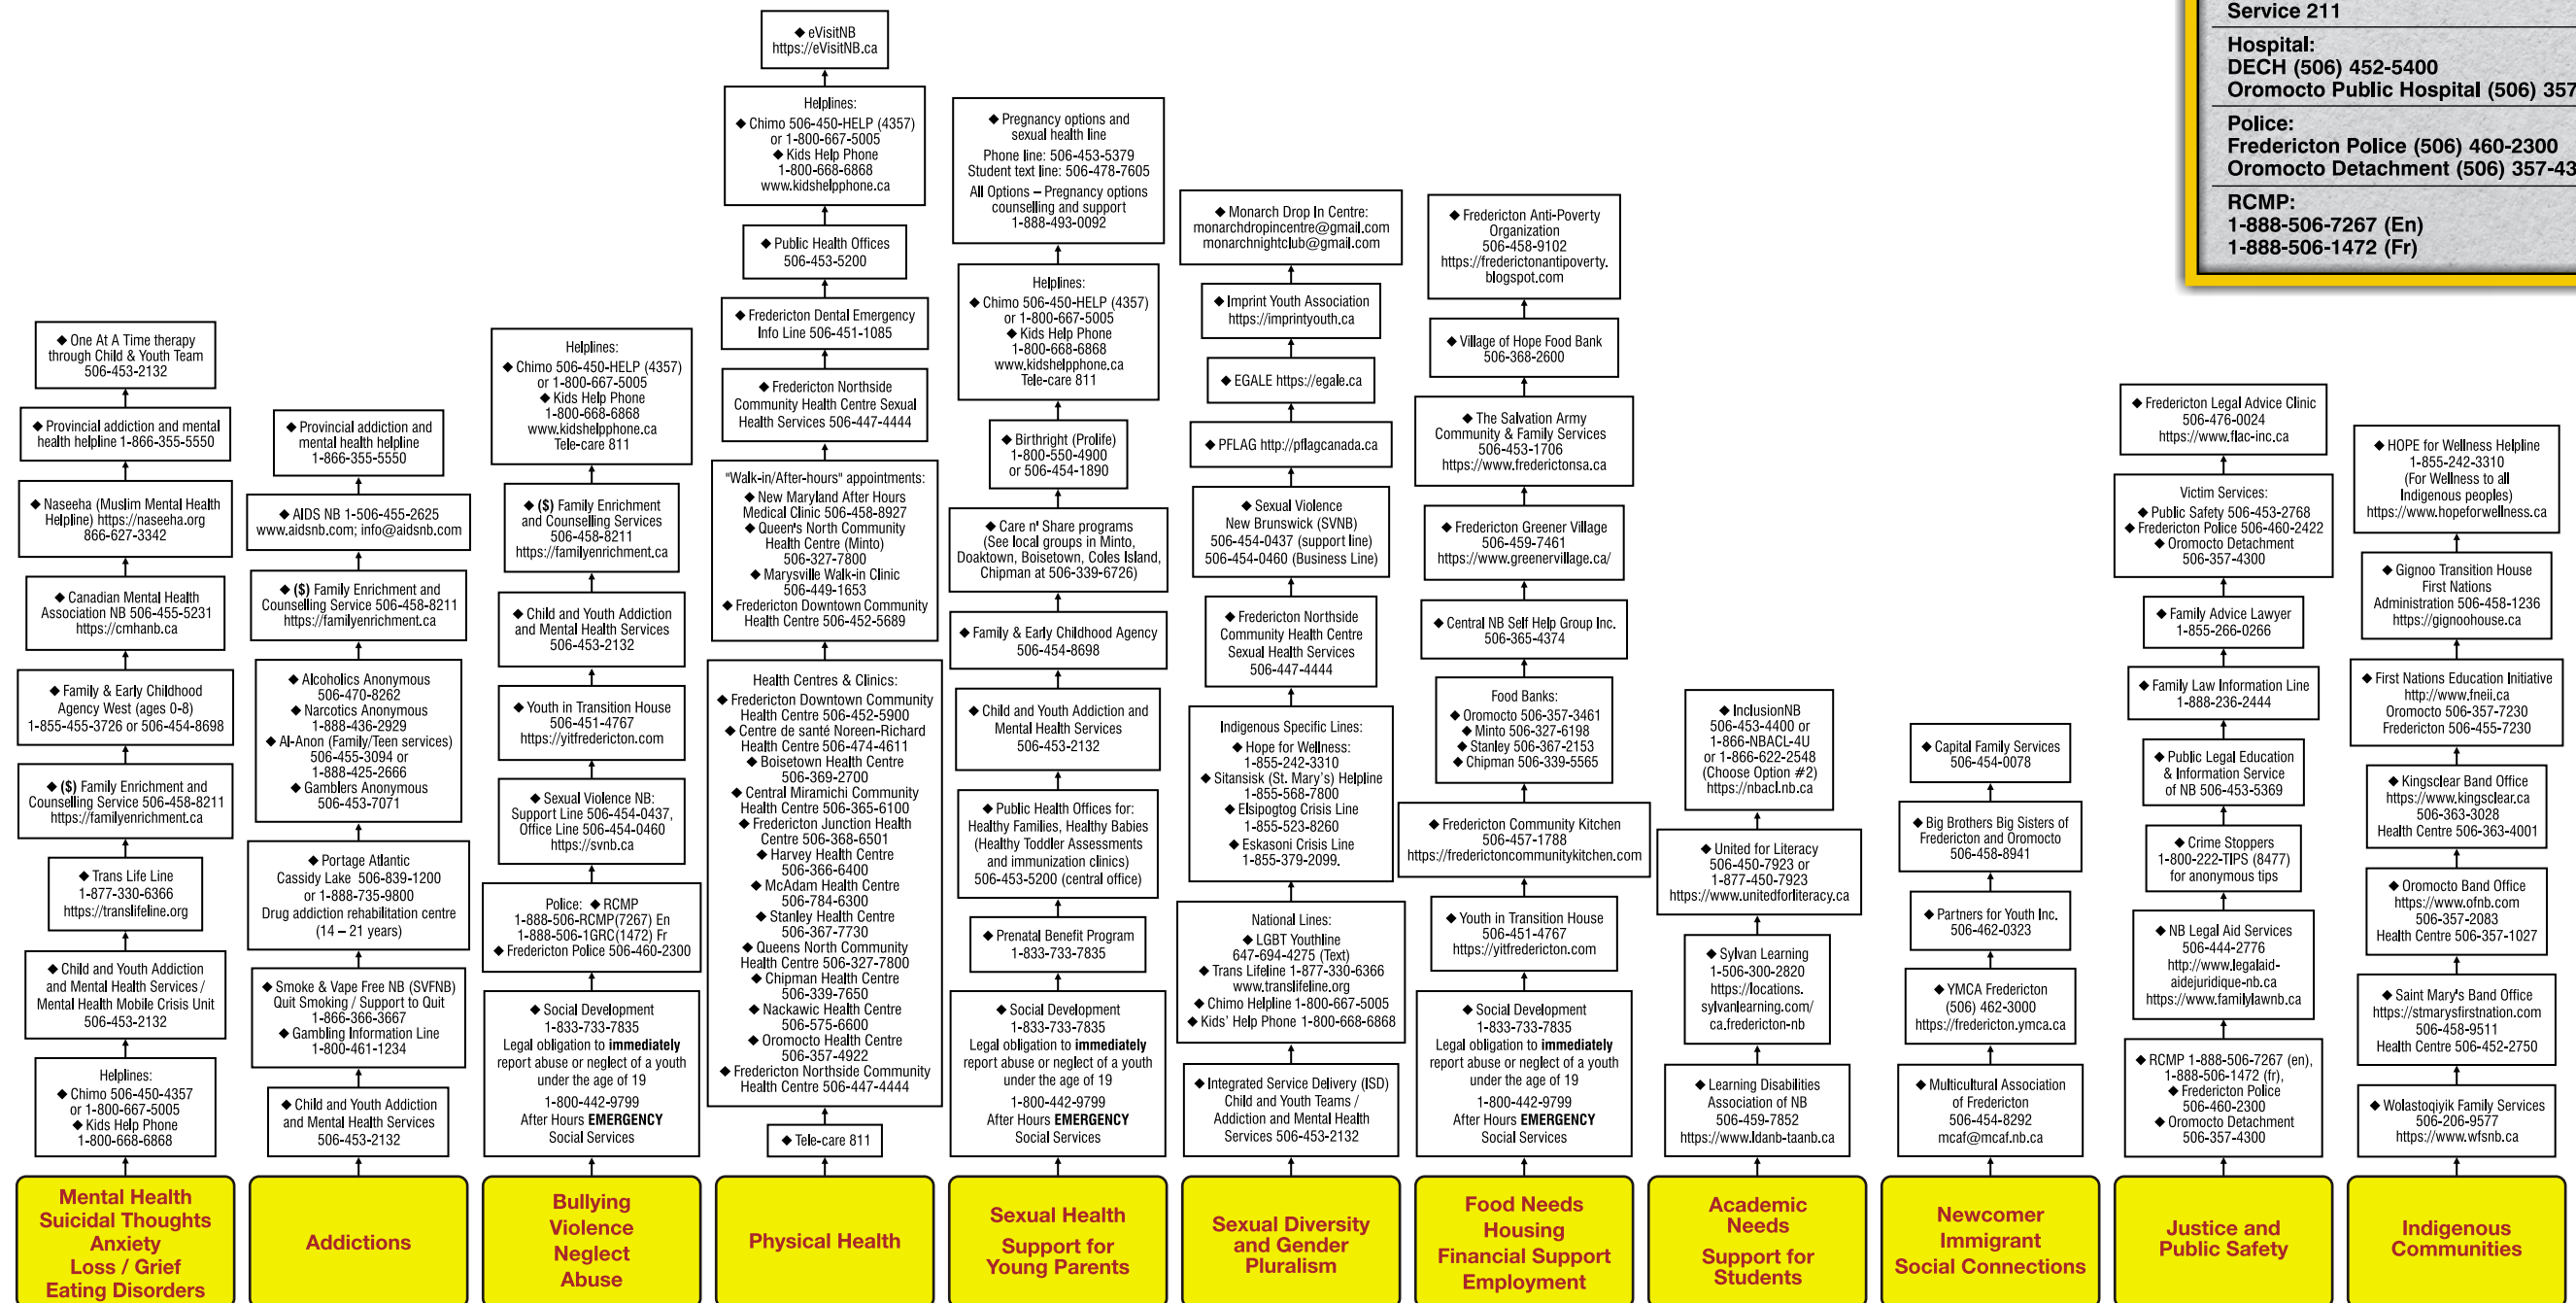 Service 211
Hospital:
DECH (506) 452-5400
Oromocto Public Hospital (506) 357
Police:
Fredericton Police (506) 460-2300
Oromocto Detachment (506) 357-43
RCMP:
1-888-506-7267 (En)
1-888-506-1472 (Fr)
◆ One At A Time therapy
through Child & Youth Team
506-453-2132
◆ Provincial addiction and mental
health helpline 1-866-355-5550
◆ Naseeha (Muslim Mental Health
Helpline) https://naseeha.org
866-627-3342
◆ Canadian Mental Health
Association NB 506-455-5231
https://cmhanb.ca
◆ Family & Early Childhood
Agency West (ages 0-8)
1-855-455-3726 or 506-454-8698
◆ ($) Family Enrichment and
Counselling Service 506-458-8211
https://familyenrichment.ca
◆ Trans Life Line
1-877-330-6366
https://translifeline.org
◆ Child and Youth Addiction
and Mental Health Services /
Mental Health Mobile Crisis Unit
506-453-2132
Helplines:
◆ Chimo 506-450-4357
or 1-800-667-5005
◆ Kids Help Phone
1-800-668-6868
Mental Health
Suicidal Thoughts
Anxiety
Loss / Grief
Eating Disorders
◆ Provincial addiction and
mental health helpline
1-866-355-5550
◆ AIDS NB 1-506-455-2625
www.aidsnb.com; info@aidsnb.com
◆ ($) Family Enrichment and
Counselling Service 506-458-8211
https://familyenrichment.ca
◆ Alcoholics Anonymous
506-470-8262
◆ Narcotics Anonymous
1-888-436-2929
◆ Al-Anon (Family/Teen services)
506-455-3094 or
1-888-425-2666
◆ Gamblers Anonymous
506-453-7071
◆ Portage Atlantic
Cassidy Lake 506-839-1200
or 1-888-735-9800
Drug addiction rehabilitation centre
(14 – 21 years)
◆ Smoke & Vape Free NB (SVFNB)
Quit Smoking / Support to Quit
1-866-366-3667
◆ Gambling Information Line
1-800-461-1234
◆ Child and Youth Addiction
and Mental Health Services
506-453-2132
Addictions
Helplines:
◆ Chimo 506-450-HELP (4357)
or 1-800-667-5005
◆ Kids Help Phone
1-800-668-6868
www.kidshelpphone.ca
Tele-care 811
◆ ($) Family Enrichment
and Counselling Services
506-458-8211
https://familyenrichment.ca
◆ Child and Youth Addiction
and Mental Health Services
506-453-2132
◆ Youth in Transition House
506-451-4767
https://yitfredericton.com
◆ Sexual Violence NB:
Support Line 506-454-0437,
Office Line 506-454-0460
https://svnb.ca
Police: ◆ RCMP
1-888-506-RCMP(7267) En
1-888-506-1GRC(1472) Fr
◆ Fredericton Police 506-460-2300
◆ Social Development
1-833-733-7835
Legal obligation to immediately
report abuse or neglect of a youth
under the age of 19
1-800-442-9799
After Hours EMERGENCY
Social Services
Bullying
Violence
Neglect
Abuse
◆ eVisitNB
https://eVisitNB.ca
Helplines:
◆ Chimo 506-450-HELP (4357)
or 1-800-667-5005
◆ Kids Help Phone
1-800-668-6868
www.kidshelpphone.ca
◆ Public Health Offices
506-453-5200
◆ Fredericton Dental Emergency
Info Line 506-451-1085
◆ Fredericton Northside
Community Health Centre Sexual
Health Services 506-447-4444
"Walk-in/After-hours" appointments:
◆ New Maryland After Hours
Medical Clinic 506-458-8927
◆ Queen's North Community
Health Centre (Minto)
506-327-7800
◆ Marysville Walk-in Clinic
506-449-1653
◆ Fredericton Downtown Community
Health Centre 506-452-5689
Health Centres & Clinics:
◆ Fredericton Downtown Community
Health Centre 506-452-5900
◆ Centre de santé Noreen-Richard
Health Centre 506-474-4611
◆ Boisetown Health Centre
506-369-2700
◆ Central Miramichi Community
Health Centre 506-365-6100
◆ Fredericton Junction Health
Centre 506-368-6501
◆ Harvey Health Centre
506-366-6400
◆ McAdam Health Centre
506-784-6300
◆ Stanley Health Centre
506-367-7730
◆ Queens North Community
Health Centre 506-327-7800
◆ Chipman Health Centre
506-339-7650
◆ Nackawic Health Centre
506-575-6600
◆ Oromocto Health Centre
506-357-4922
◆ Fredericton Northside Community
Health Centre 506-447-4444
◆ Tele-care 811
Physical Health
◆ Pregnancy options and
sexual health line
Phone line: 506-453-5379
Student text line: 506-478-7605
All Options – Pregnancy options
counselling and support
1-888-493-0092
Helplines:
◆ Chimo 506-450-HELP (4357)
or 1-800-667-5005
◆ Kids Help Phone
1-800-668-6868
www.kidshelpphone.ca
Tele-care 811
◆ Birthright (Prolife)
1-800-550-4900
or 506-454-1890
◆ Care n' Share programs
(See local groups in Minto,
Doaktown, Boisetown, Coles Island,
Chipman at 506-339-6726)
◆ Family & Early Childhood Agency
506-454-8698
◆ Child and Youth Addiction and
Mental Health Services
506-453-2132
◆ Public Health Offices for:
Healthy Families, Healthy Babies
(Healthy Toddler Assessments
and immunization clinics)
506-453-5200 (central office)
◆ Prenatal Benefit Program
1-833-733-7835
◆ Social Development
1-833-733-7835
Legal obligation to immediately
report abuse or neglect of a youth
under the age of 19
1-800-442-9799
After Hours EMERGENCY
Social Services
Sexual Health
Support for
Young Parents
◆ Monarch Drop In Centre:
monarchdropincentre@gmail.com
monarchnightclub@gmail.com
◆ Imprint Youth Association
https://imprintyouth.ca
◆ EGALE https://egale.ca
◆ PFLAG http://pflagcanada.ca
◆ Sexual Violence
New Brunswick (SVNB)
506-454-0437 (support line)
506-454-0460 (Business Line)
◆ Fredericton Northside
Community Health Centre
Sexual Health Services
506-447-4444
Indigenous Specific Lines:
◆ Hope for Wellness:
1-855-242-3310
◆ Sitansisk (St. Mary's) Helpline
1-855-568-7800
◆ Elsipogtog Crisis Line
1-855-523-8260
◆ Eskasoni Crisis Line
1-855-379-2099.
National Lines:
◆ LGBT Youthline
647-694-4275 (Text)
◆ Trans Lifeline 1-877-330-6366
www.translifeline.org
◆ Chimo Helpline 1-800-667-5005
◆ Kids' Help Phone 1-800-668-6868
◆ Integrated Service Delivery (ISD)
Child and Youth Teams /
Addiction and Mental Health
Services 506-453-2132
Sexual Diversity
and Gender
Pluralism
◆ Fredericton Anti-Poverty
Organization
506-458-9102
https://frederictonantipoverty.
blogspot.com
◆ Village of Hope Food Bank
506-368-2600
◆ The Salvation Army
Community & Family Services
506-453-1706
https://www.frederictonsa.ca
◆ Fredericton Greener Village
506-459-7461
https://www.greenervillage.ca/
◆ Central NB Self Help Group Inc.
506-365-4374
Food Banks:
◆ Oromocto 506-357-3461
◆ Minto 506-327-6198
◆ Stanley 506-367-2153
◆ Chipman 506-339-5565
◆ Fredericton Community Kitchen
506-457-1788
https://frederictoncommunitykitchen.com
◆ Youth in Transition House
506-451-4767
https://yitfredericton.com
◆ Social Development
1-833-733-7835
Legal obligation to immediately
report abuse or neglect of a youth
under the age of 19
1-800-442-9799
After Hours EMERGENCY
Social Services
Food Needs
Housing
Financial Support
Employment
◆ InclusionNB
506-453-4400 or
1-866-NBACL-4U
or 1-866-622-2548
(Choose Option #2)
https://nbacl.nb.ca
◆ United for Literacy
506-450-7923 or
1-877-450-7923
https://www.unitedforliteracy.ca
◆ Sylvan Learning
1-506-300-2820
https://locations.
sylvanlearning.com/
ca.fredericton-nb
◆ Learning Disabilities
Association of NB
506-459-7852
https://www.ldanb-taanb.ca
Academic
Needs
Support for
Students
◆ Capital Family Services
506-454-0078
◆ Big Brothers Big Sisters of
Fredericton and Oromocto
506-458-8941
◆ Partners for Youth Inc.
506-462-0323
◆ YMCA Fredericton
(506) 462-3000
https://fredericton.ymca.ca
◆ Multicultural Association
of Fredericton
506-454-8292
mcaf@mcaf.nb.ca
Newcomer
Immigrant
Social Connections
◆ Fredericton Legal Advice Clinic
506-476-0024
https://www.flac-inc.ca
Victim Services:
◆ Public Safety 506-453-2768
◆ Fredericton Police 506-460-2422
◆ Oromocto Detachment
506-357-4300
◆ Family Advice Lawyer
1-855-266-0266
◆ Family Law Information Line
1-888-236-2444
◆ Public Legal Education
& Information Service
of NB 506-453-5369
◆ Crime Stoppers
1-800-222-TIPS (8477)
for anonymous tips
◆ NB Legal Aid Services
506-444-2776
http://www.legalaid-
aidejuridique-nb.ca
https://www.familylawnb.ca
◆ RCMP 1-888-506-7267 (en),
1-888-506-1472 (fr),
◆ Fredericton Police
506-460-2300
◆ Oromocto Detachment
506-357-4300
Justice and
Public Safety
◆ HOPE for Wellness Helpline
1-855-242-3310
(For Wellness to all
Indigenous peoples)
https://www.hopeforwellness.ca
◆ Gignoo Transition House
First Nations
Administration 506-458-1236
https://gignoohouse.ca
◆ First Nations Education Initiative
http://www.fneii.ca
Oromocto 506-357-7230
Fredericton 506-455-7230
◆ Kingsclear Band Office
https://www.kingsclear.ca
506-363-3028
Health Centre 506-363-4001
◆ Oromocto Band Office
https://www.ofnb.com
506-357-2083
Health Centre 506-357-1027
◆ Saint Mary's Band Office
https://stmarysfirstnation.com
506-458-9511
Health Centre 506-452-2750
◆ Wolastoqiyik Family Services
506-206-9577
https://www.wfsnb.ca
Indigenous
Communities